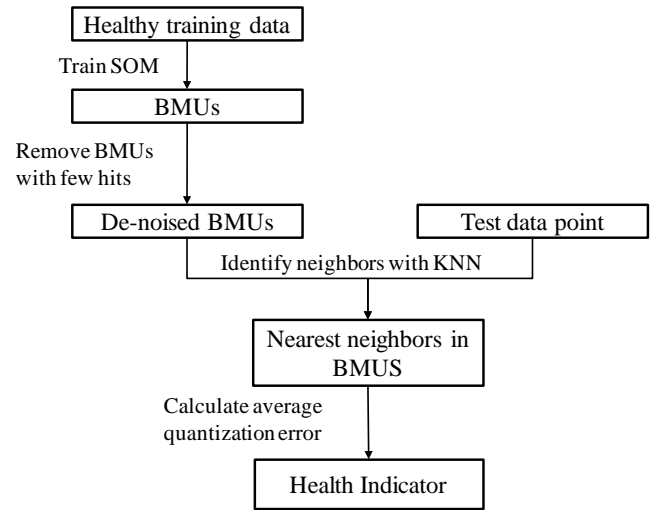 Healthy training data
Train SOM
BMUs
Remove BMUs
with few hits
De-noised BMUs
Test data point
Identify neighbors with KNN
Nearest neighbors in
BMUS
Calculate average
quantization error
Health Indicator